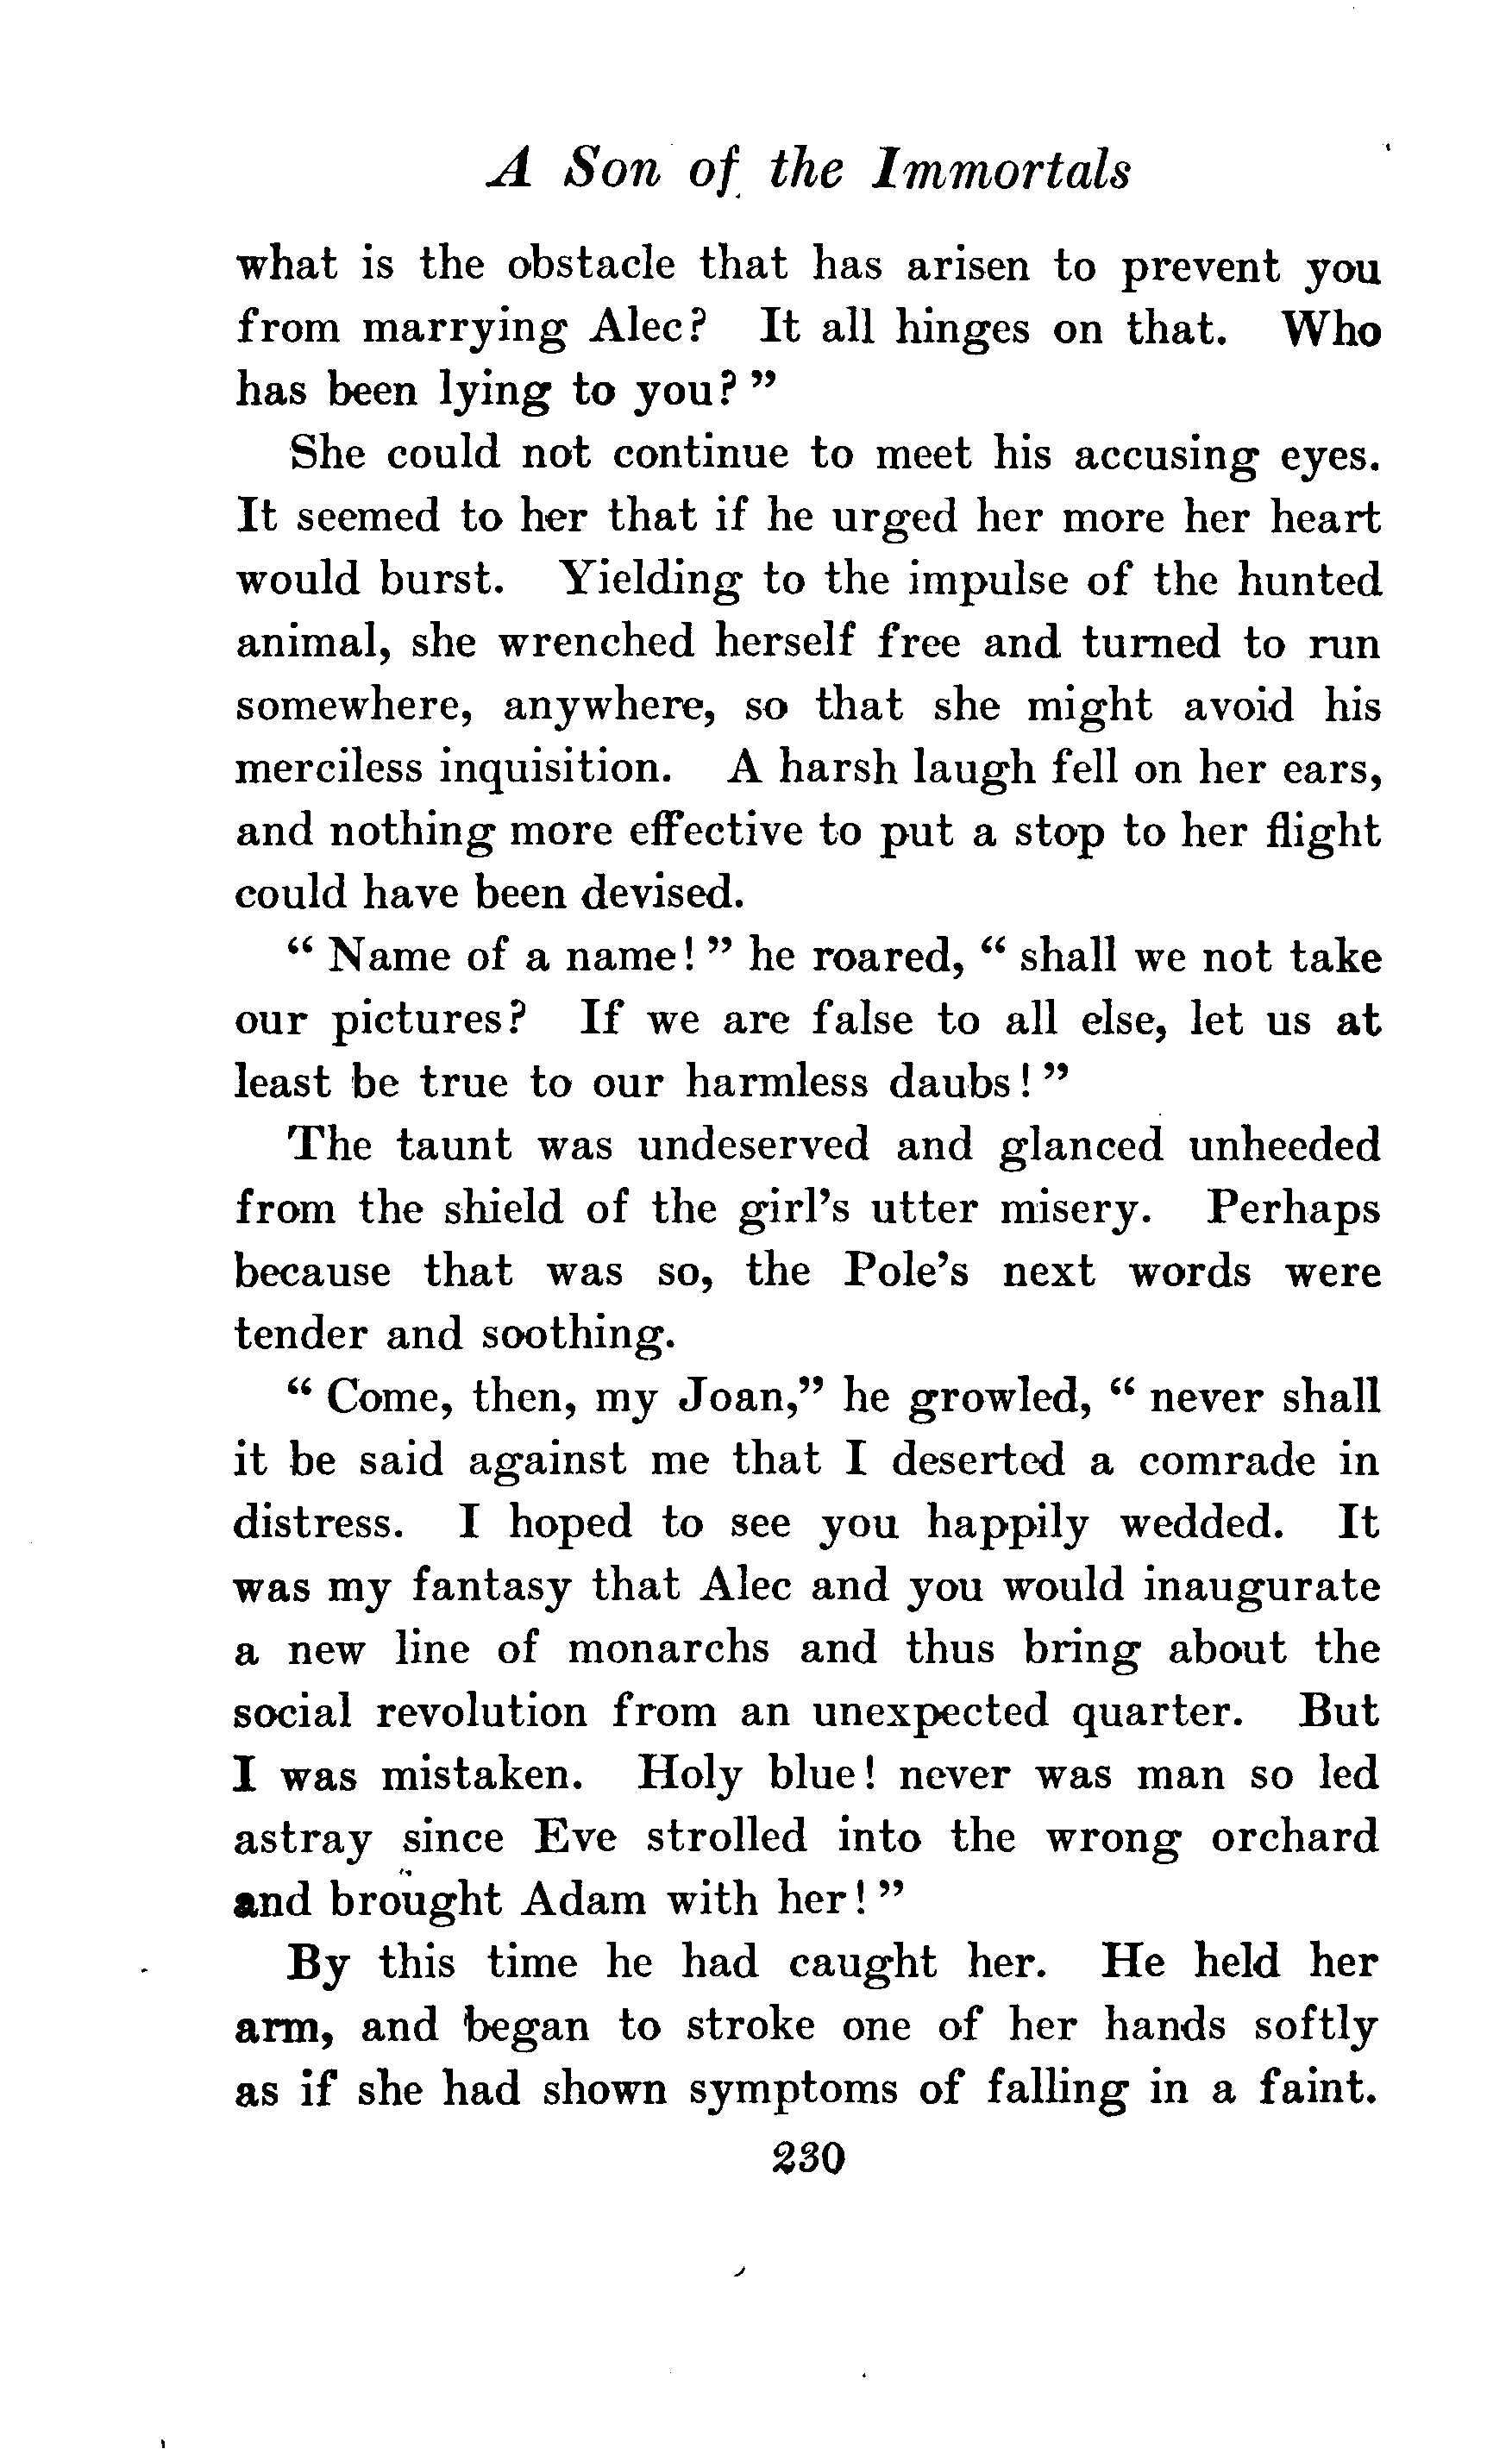 A Son of the Immortals
what is the obstacle that has arisen to prevent you
from marrying Alec? It all hinges on that. Who
has been lying to you? ”
She could not continue to meet his accusing eyes.
It seemed to her that if he urged her more her heart
would burst. Yielding to the impulse of the hunted
animal, she wrenched herself free and turned to run
somewhere, anywhere, so that she might avoid his
merciless inquisition. A harsh laugh fell on her ears,
and nothing more effective to put a stop to her flight
could have been devised.
“ Name of a name! ” he roared, “ shall we not take
our pictures? If we are false to all else, let us at
least be true to our harmless daubs! ”
The taunt was undeserved and glanced unheeded
from the shield of the girl’s utter misery. Perhaps
because that was so, the Pole’s next words were
tender and soothing.
“ Come, then, my Joan,” he growled, “ never shall
it be said against me that I deserted a comrade in
distress. I hoped to see you happily wedded. It
was my fantasy that Alec and you would inaugurate
a new line of monarchs and thus bring about the
social revolution from an unexpected quarter. But
I was mistaken. Holy blue! never was man so led
astray since Eve strolled into the wrong orchard
and brought Adam with her! ”
By this time he had caught her. He held her
arm, and began to stroke one of her hands softly
as if she had shown symptoms of falling in a faint.
230